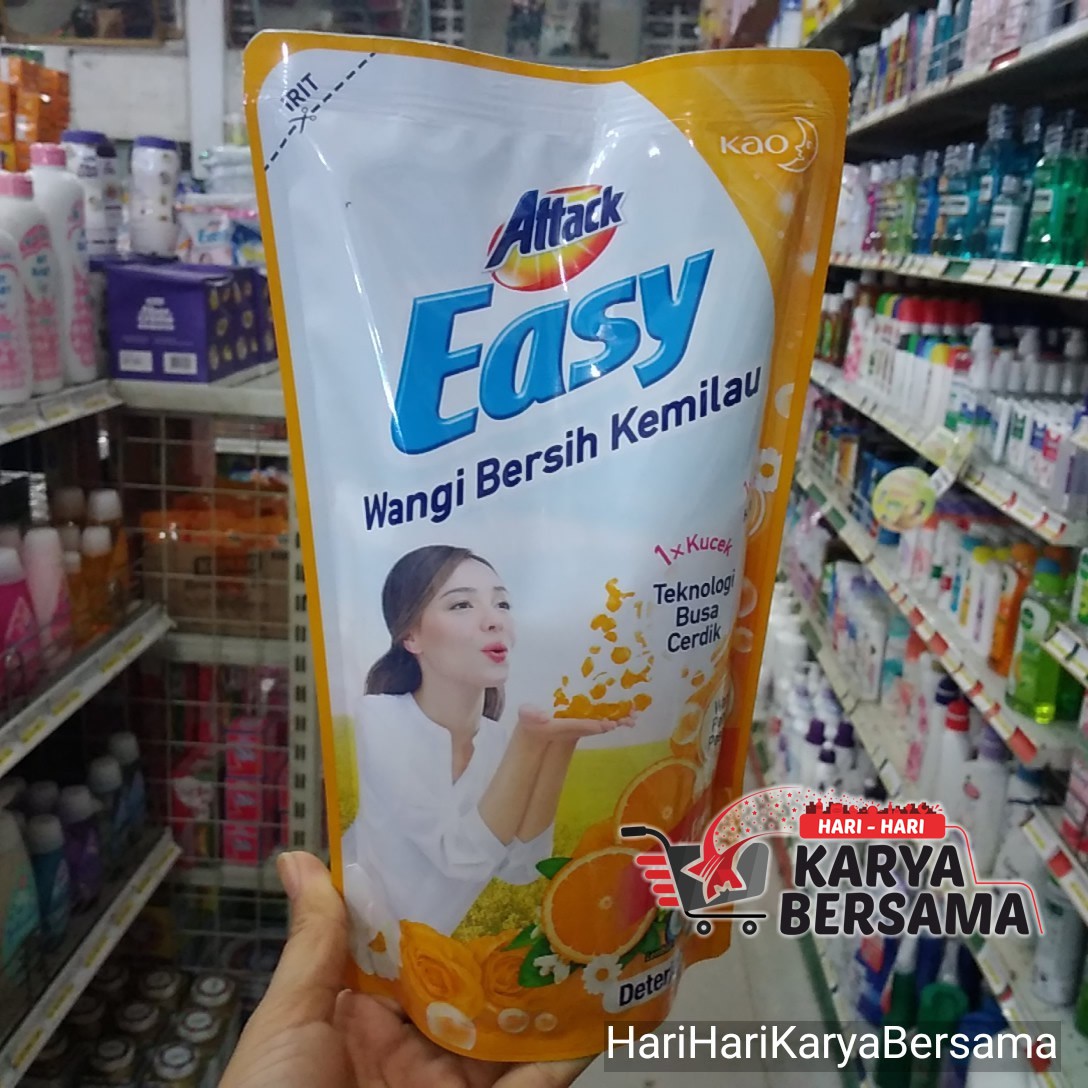 iRIT
Kao
Attack
Easy
Wangi Bersih Kemilau
1x Kucek
Teknologi
Busa
Cerdik
HARI - HARI
KARYA
BERSAMA
HariHariKaryaBersama